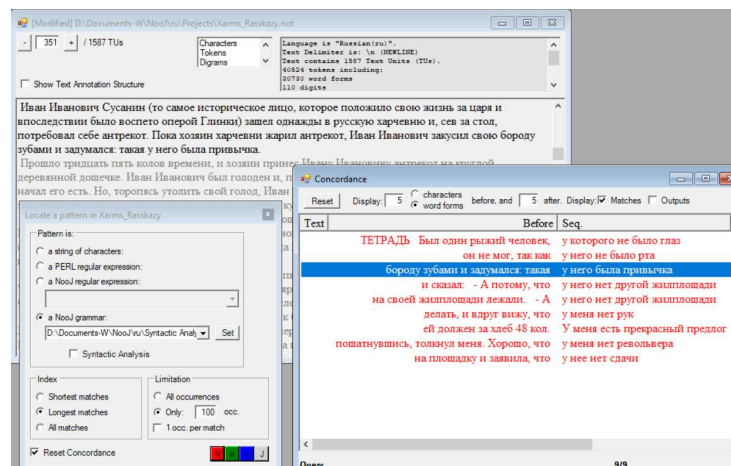 [Modified] D:\Documents-W\NooJ\ru\Projects\Xarms_Rasskazy.not
- 351 + / 1587 TUs
Characters
Tokens
Digrams
Language is "Russian(ru)".
Text Delimiter is: \n (NEWLINE)
Text contains 1587 Text Units (TUs).
40524 tokens including:
30730 word forms
110 digits
Show Text Annotation Structure
Иван Иванович Сусанин (то самое историческое лицо, которое положило свою жизнь за царя и
впоследствии было воспето оперой Глинки) зашел однажды в русскую харчевню и, сев за стол,
потребовал себе антрекот. Пока хозяин харчевни жарил антрекот, Иван Иванович закусил свою бороду
зубами и задумался: такая у него была привычка.
Прошло тридцать пять колов времени, и хозяин принес Ивану Ивановичу антрекот на круглой
деревянной дощечке. Иван Иванович был голоден и, п
начал его есть. Но, торопясь утолить свой голод, Иван
Locate a pattern in Xarms_Rasskazy
Pattern is:
a string of characters:
a PERL regular expression:
a NooJ regular expression:
a NooJ grammar:
D:\Documents-W\NooJ\ru\Syntactic Analy Set
Syntactic Analysis
Index
Shortest matches
Longest matches
All matches
Limitation
All occurrences
Only: 100 occ.
1 occ. per match
Reset Concordance
N o o J
Concordance
Reset Display: 5 characters word forms before, and 5 after. Display: Matches Outputs
Text Before Seq.
ТЕТРАДЬ Был один рыжий человек, у которого не было глаз
он не мог, так как у него не было рта
бороду зубами и задумался: такая у него была привычка
и сказал: - А потому, что у него нет другой жилплощади
на своей жилплощади лежали. - А у него нет другой жилплощади
делать, и вдруг вижу, что у меня нет рук
ей должен за хлеб 48 кол. У меня есть прекрасный предлог
пошатнувшись, толкнул меня. Хорошо, что у меня нет револьвера
на площадку и заявила, что у нее нет сдачи
Query
9/9